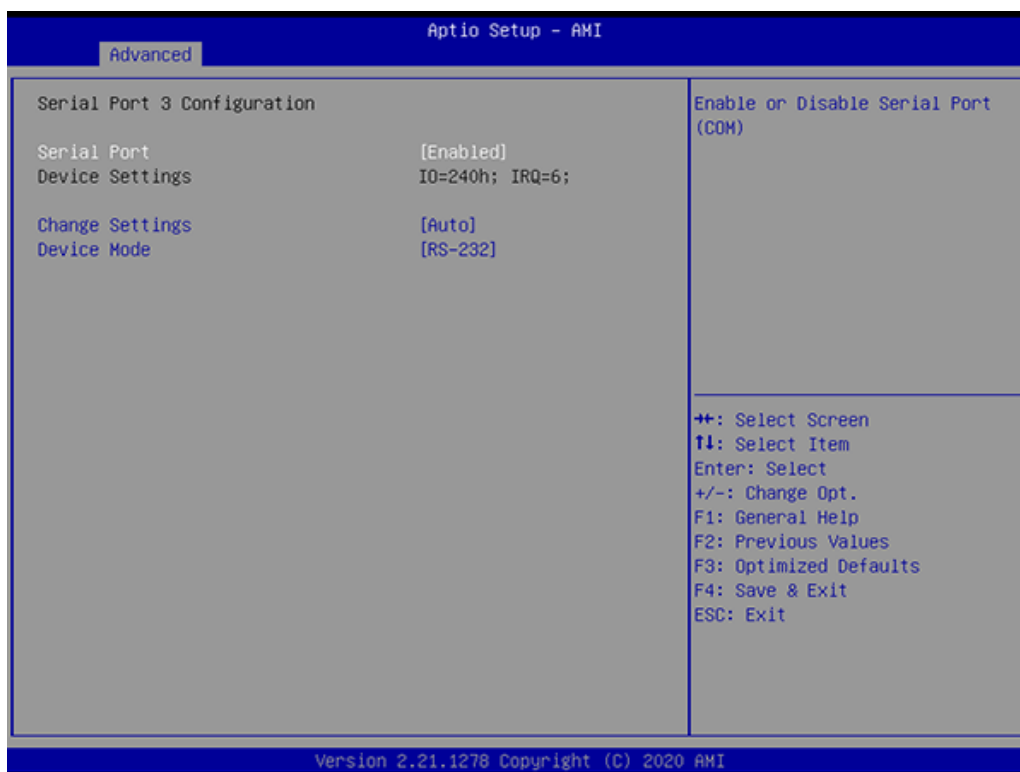 Aptio Setup - AMI
Advanced
Serial Port 3 Configuration
Serial Port [Enabled]
Device Settings IO=240h; IRQ=6;
Change Settings [Auto]
Device Mode [RS-232]
Enable or Disable Serial Port
(COM)
→←: Select Screen
↑↓: Select Item
Enter: Select
+/-: Change Opt.
F1: General Help
F2: Previous Values
F3: Optimized Defaults
F4: Save & Exit
ESC: Exit
Version 2.21.1278 Copyright (C) 2020 AMI